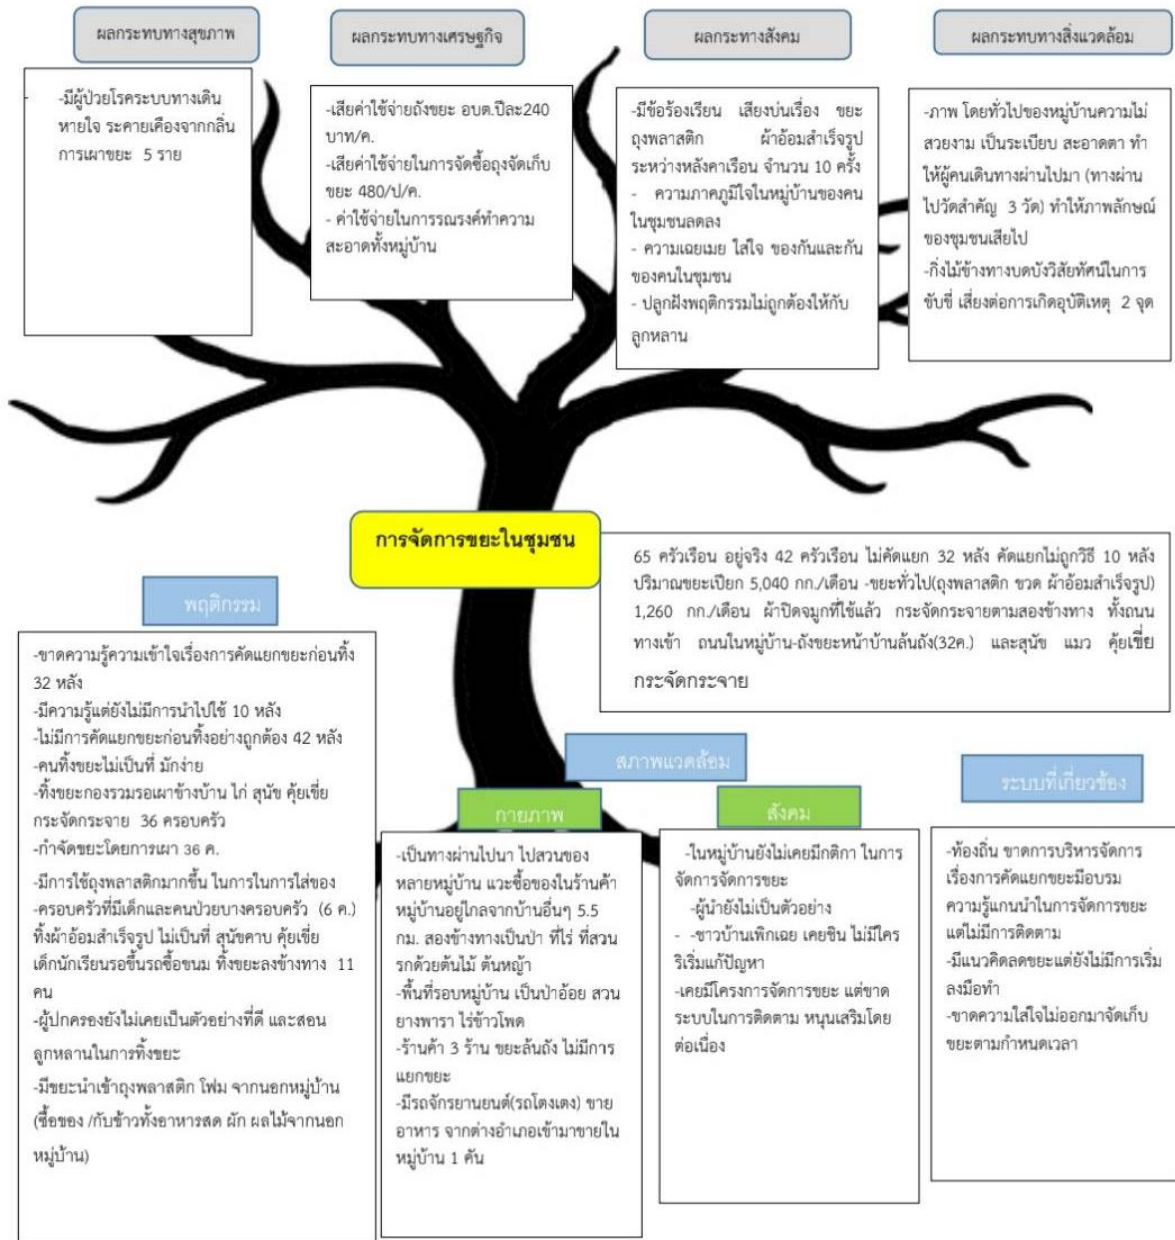 ผลกระทบทางสุขภาพ
-มีผู้ป่วยโรคระบบทางเดิน
หายใจ ระคายเคืองจากกลิ่น
การเผาขยะ 5 ราย
ผลกระทบทางเศรษฐกิจ
-เสียค่าใช้จ่ายถังขยะ อบต.ปีละ240
บาท/ค.
-เสียค่าใช้จ่ายในการจัดซื้อถุงจัดเก็บ
ขยะ 480/ป/ค.
- ค่าใช้จ่ายในการรณรงค์ทำความ
สะอาดทั้งหมู่บ้าน
ผลกระทางสังคม
-มีข้อร้องเรียน เสียงบ่นเรื่อง ขยะ
ถุงพลาสติก ผ้าอ้อมสำเร็จรูป
ระหว่างหลังคาเรือน จำนวน 10 ครั้ง
- ความภาคภูมิใจในหมู่บ้านของคน
ในชุมชนลดลง
- ความเฉยเมย ใส่ใจ ของกันและกัน
ของคนในชุมชน
- ปลูกฝังพฤติกรรมไม่ถูกต้องให้กับ
ลูกหลาน
ผลกระทบทางสิ่งแวดล้อม
-ภาพ โดยทั่วไปของหมู่บ้านความไม่
สวยงาม เป็นระเบียบ สะอาดตา ทำ
ให้ผู้คนเดินทางผ่านไปมา (ทางผ่าน
ไปวัดสำคัญ 3 วัด) ทำให้ภาพลักษณ์
ของชุมชนเสียไป
-กิ่งไม้ข้างทางบดบังวิสัยทัศน์ในการ
ขับขี่ เสี่ยงต่อการเกิดอุบัติเหตุ 2 จุด
การจัดการขยะในชุมชน
65 ครัวเรือน อยู่จริง 42 ครัวเรือน ไม่คัดแยก 32 หลัง คัดแยกไม่ถูกวิธี 10 หลัง
ปริมาณขยะเปียก 5,040 กก./เดือน -ขยะทั่วไป(ถุงพลาสติก ขวด ผ้าอ้อมสำเร็จรูป)
1,260 กก./เดือน ผ้าปิดจมูกที่ใช้แล้ว กระจัดกระจายตามสองข้างทาง ทั้งถนน
ทางเข้า ถนนในหมู่บ้าน-ถังขยะหน้าบ้านล้นถัง(32ค.) และสุนัข แมว คุ้ยเขี่ย
กระจัดกระจาย
พฤติกรรม
-ขาดความรู้ความเข้าใจเรื่องการคัดแยกขยะก่อนทิ้ง
32 หลัง
-มีความรู้แต่ยังไม่มีการนำไปใช้ 10 หลัง
-ไม่มีการคัดแยกขยะก่อนทิ้งอย่างถูกต้อง 42 หลัง
-คนทิ้งขยะไม่เป็นที่ มักง่าย
-ทิ้งขยะกองรวมรอเผาข้างบ้าน ไก่ สุนัข คุ้ยเขี่ย
กระจัดกระจาย 36 ครอบครัว
-กำจัดขยะโดยการเผา 36 ค.
-มีการใช้ถุงพลาสติกมากขึ้น ในการในการใส่ของ
-ครอบครัวที่มีเด็กและคนป่วยบางครอบครัว (6 ค.)
ทิ้งผ้าอ้อมสำเร็จรูป ไม่เป็นที่ สุนัขคาบ คุ้ยเขี่ย
เด็กนักเรียนรอขึ้นรถซื้อขนม ทิ้งขยะลงข้างทาง 11
คน
-ผู้ปกครองยังไม่เคยเป็นตัวอย่างที่ดี และสอน
ลูกหลานในการทิ้งขยะ
-มีขยะนำเข้าถุงพลาสติก โฟม จากนอกหมู่บ้าน
(ซื้อของ /กับข้าวทั้งอาหารสด ผัก ผลไม้จากนอก
หมู่บ้าน)
สภาพแวดล้อม
กายภาพ
-เป็นทางผ่านไปนา ไปสวนของ
หลายหมู่บ้าน แวะซื้อของในร้านค้า
หมู่บ้านอยู่ไกลจากบ้านอื่นๆ 5.5
กม. สองข้างทางเป็นป่า ที่ไร่ ที่สวน
รกด้วยต้นไม้ ต้นหญ้า
-พื้นที่รอบหมู่บ้าน เป็นป่าอ้อย สวน
ยางพารา ไร่ข้าวโพด
-ร้านค้า 3 ร้าน ขยะล้นถัง ไม่มีการ
แยกขยะ
-มีรถจักรยานยนต์(รถโตงเตง) ขาย
อาหาร จากต่างอำเภอเข้ามาขายใน
หมู่บ้าน 1 คัน
สังคม
-ในหมู่บ้านยังไม่เคยมีกติกา ในการ
จัดการจัดการขยะ
-ผู้นำยังไม่เป็นตัวอย่าง
- -ชาวบ้านเพิกเฉย เคยชิน ไม่มีใคร
ริเริ่มแก้ปัญหา
-เคยมีโครงการจัดการขยะ แต่ขาด
ระบบในการติดตาม หนุนเสริมโดย
ต่อเนื่อง
ระบบที่เกี่ยวข้อง
-ท้องถิ่น ขาดการบริหารจัดการ
เรื่องการคัดแยกขยะมือบรม
ความรู้แกนนำในการจัดการขยะ
แต่ไม่มีการติดตาม
-มีแนวคิดลดขยะแต่ยังไม่มีการเริ่ม
ลงมือทำ
-ขาดความใส่ใจไม่ออกมาจัดเก็บ
ขยะตามกำหนดเวลา